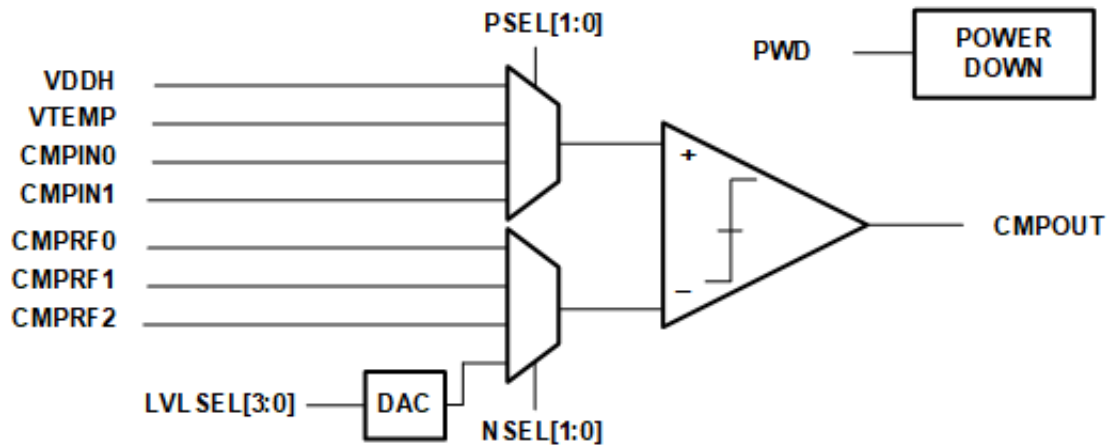 PSEL[1:0]
PWD
POWER
DOWN
VDDH
VTEMP
CMPIN0
CMPIN1
+
CMPOUT
CMPRF0
CMPRF1
CMPRF2
−
LVLSEL[3:0]
DAC
NSEL[1:0]